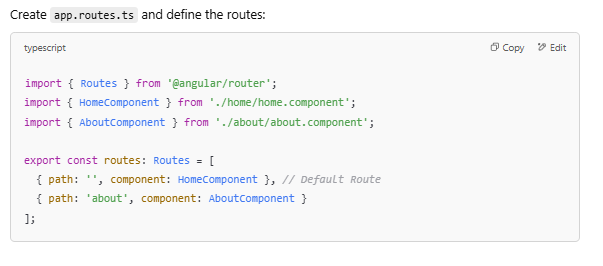 Create app.routes.ts and define the routes:
typescript Copy Edit
import { Routes } from '@angular/router';
import { HomeComponent } from './home/home.component';
import { AboutComponent } from './about/about.component';
export const routes: Routes = [
  { path: '', component: HomeComponent }, // Default Route
  { path: 'about', component: AboutComponent }
];